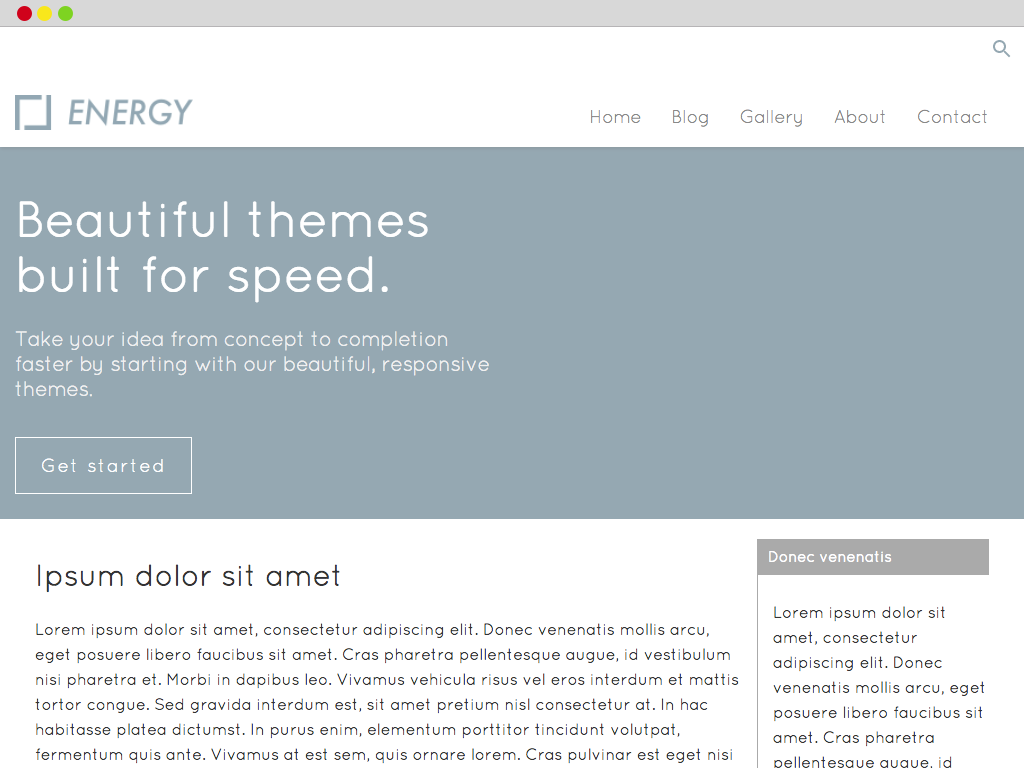 ENERGY
Home Blog Gallery About Contact
Beautiful themes
built for speed.
Take your idea from concept to completion
faster by starting with our beautiful, responsive
themes.
Get started
Ipsum dolor sit amet
Lorem ipsum dolor sit amet, consectetur adipiscing elit. Donec venenatis mollis arcu,
eget posuere libero faucibus sit amet. Cras pharetra pellentesque augue, id vestibulum
nisi pharetra et. Morbi in dapibus leo. Vivamus vehicula risus vel eros interdum et mattis
tortor congue. Sed gravida interdum est, sit amet pretium nisl consectetur at. In hac
habitasse platea dictumst. In purus enim, elementum porttitor tincidunt volutpat,
fermentum quis ante. Vivamus at est sem, quis ornare lorem. Cras pulvinar est eget nisi
Donec venenatis
Lorem ipsum dolor sit
amet, consectetur
adipiscing elit. Donec
venenatis mollis arcu, eget
posuere libero faucibus sit
amet. Cras pharetra
pellentesque augue, id